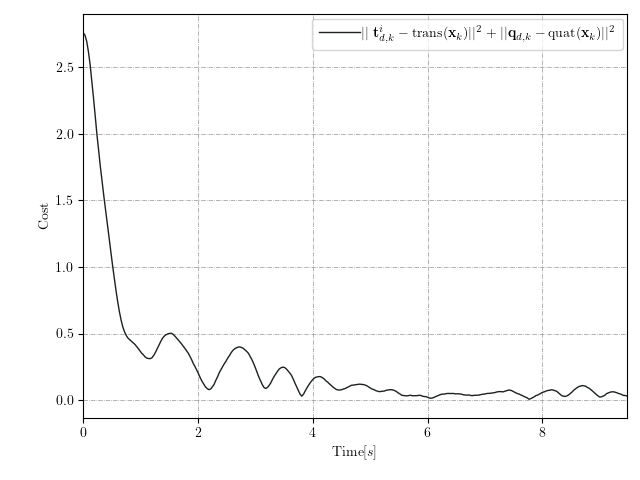 || t^i_{d,k} − trans(x_k)||^2 + ||q_{d,k} − quat(x_k)||^2
2.5
2.0
1.5
1.0
0.5
0.0
Cost
0 2 4 6 8
Time[s]